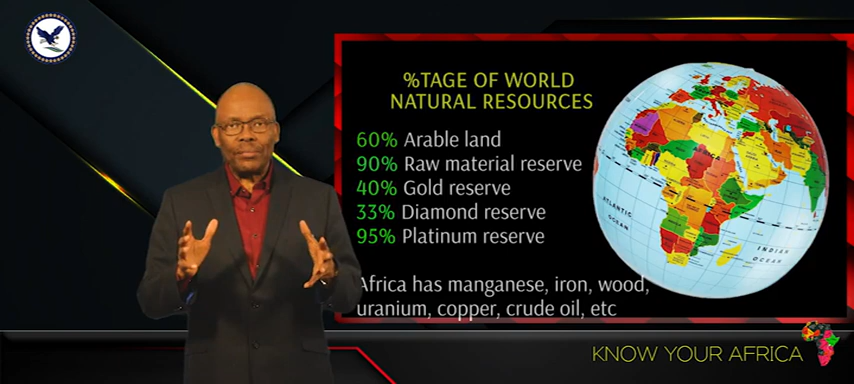 %TAGE OF WORLD
NATURAL RESOURCES
60% Arable land
90% Raw material reserve
40% Gold reserve
33% Diamond reserve
95% Platinum reserve
Africa has manganese, iron, wood,
uranium, copper, crude oil, etc
ATLANTIC
OCEAN
INDIAN
OCEAN
KNOW YOUR AFRICA